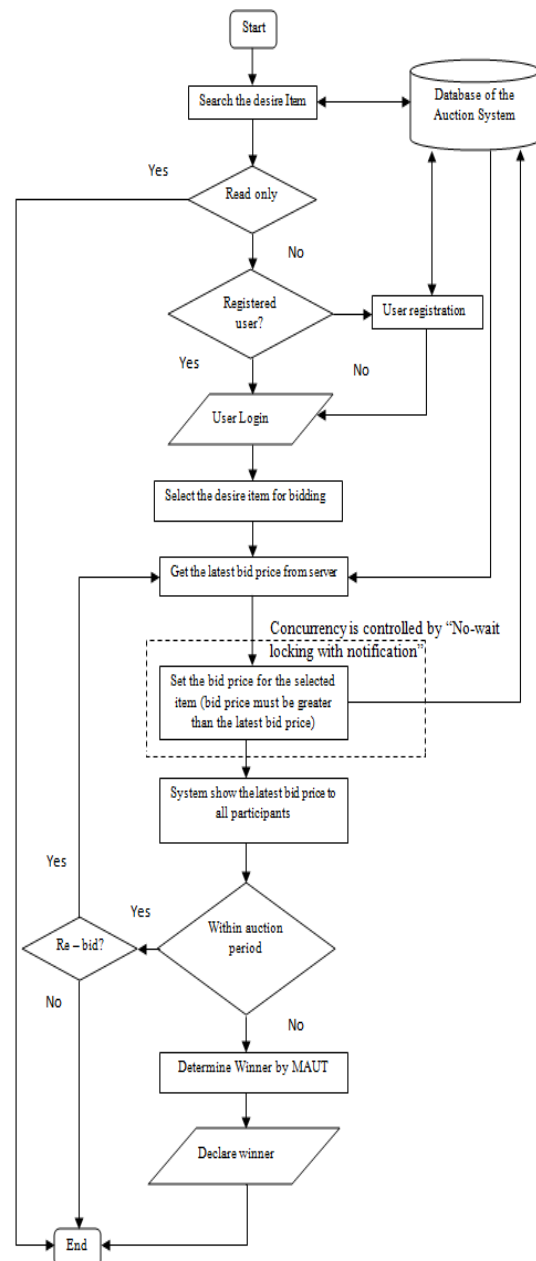 Start
Search the desire Item
Database of the
Auction System
Yes
Read only
No
Registered
user?
User registration
Yes
No
User Login
Select the desire item for bidding
Get the latest bid price from server
Concurrency is controlled by “No-wait
locking with notification”
Set the bid price for the selected
item (bid price must be greater
than the latest bid price)
System show the latest bid price to
all participants
Yes
Yes
Within auction
period
Re – bid?
No
No
Determine Winner by MAUT
Declare winner
End